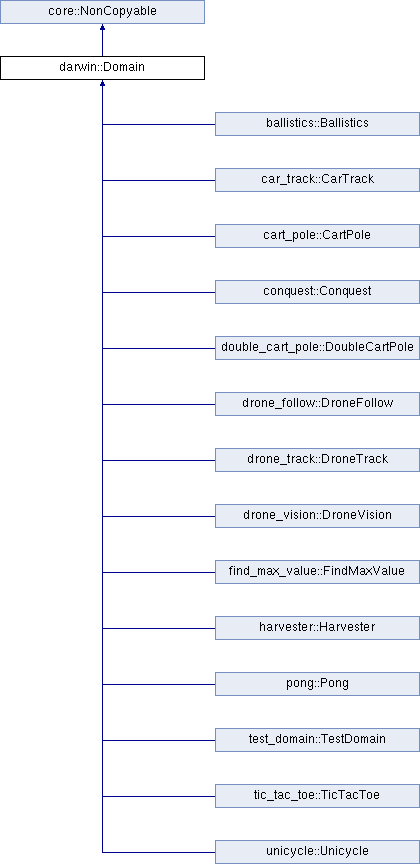 core::NonCopyable
darwin::Domain
ballistics::Ballistics
car_track::CarTrack
cart_pole::CartPole
conquest::Conquest
double_cart_pole::DoubleCartPole
drone_follow::DroneFollow
drone_track::DroneTrack
drone_vision::DroneVision
find_max_value::FindMaxValue
harvester::Harvester
pong::Pong
test_domain::TestDomain
tic_tac_toe::TicTacToe
unicycle::Unicycle